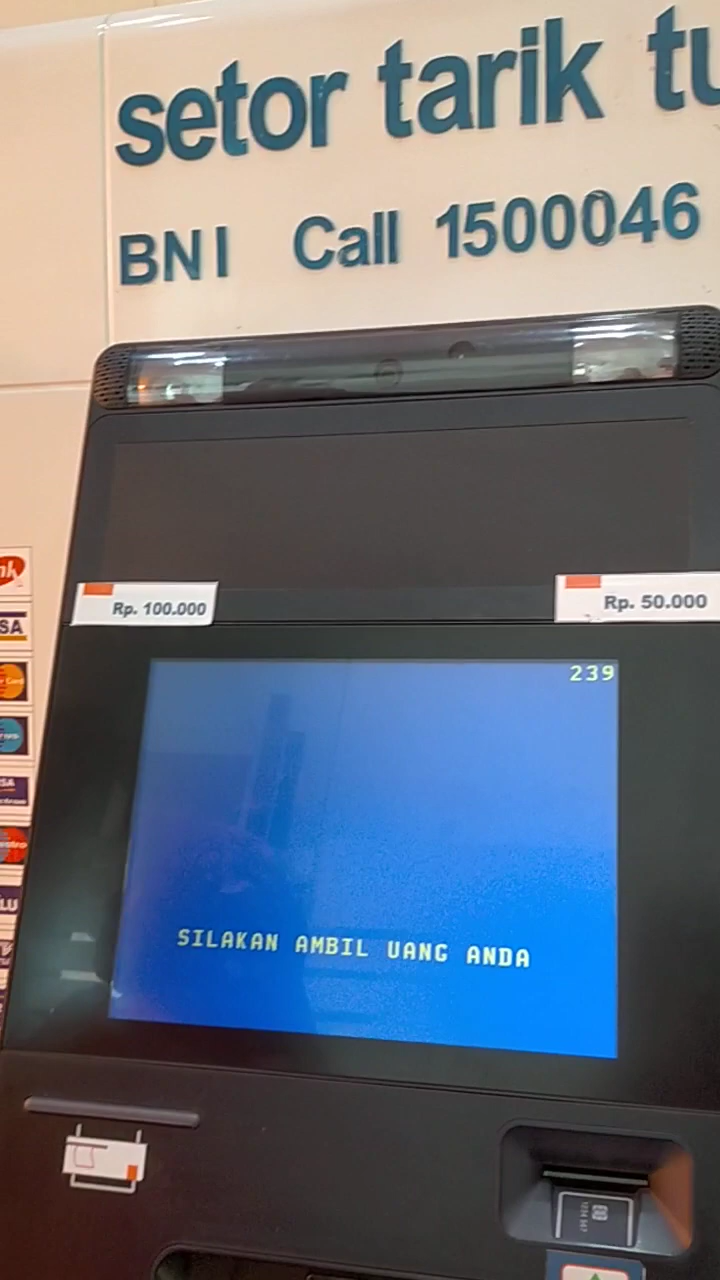 setor tarik tu
BNI Call 1500046
Rp. 100.000
Rp. 50.000
239
SILAKAN AMBIL UANG ANDA